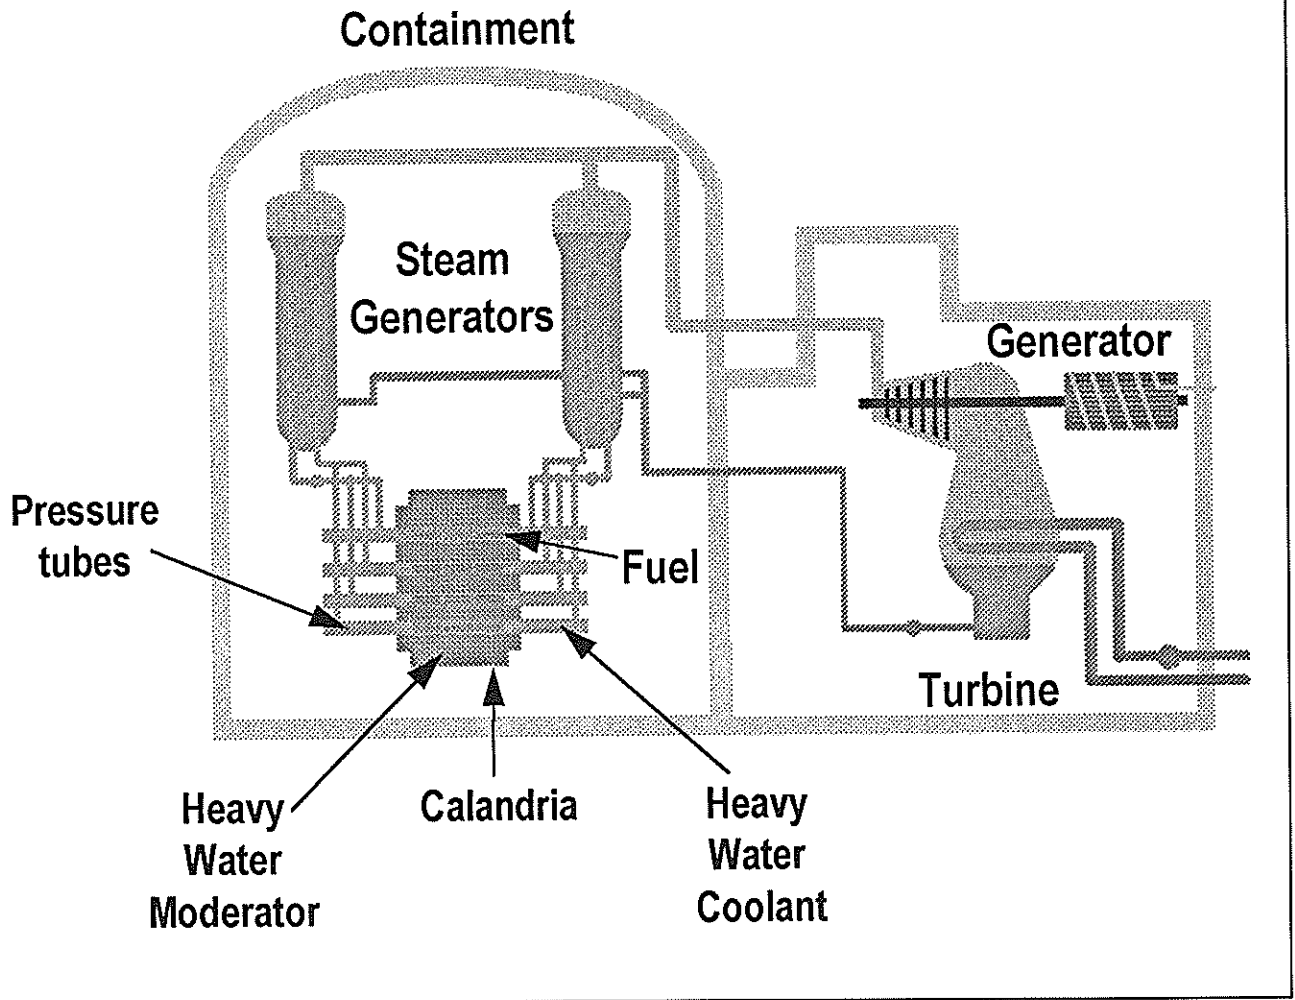 Containment
Steam
Generators
Generator
Pressure
tubes
Fuel
Turbine
Heavy
Water
Moderator
Calandria
Heavy
Water
Coolant